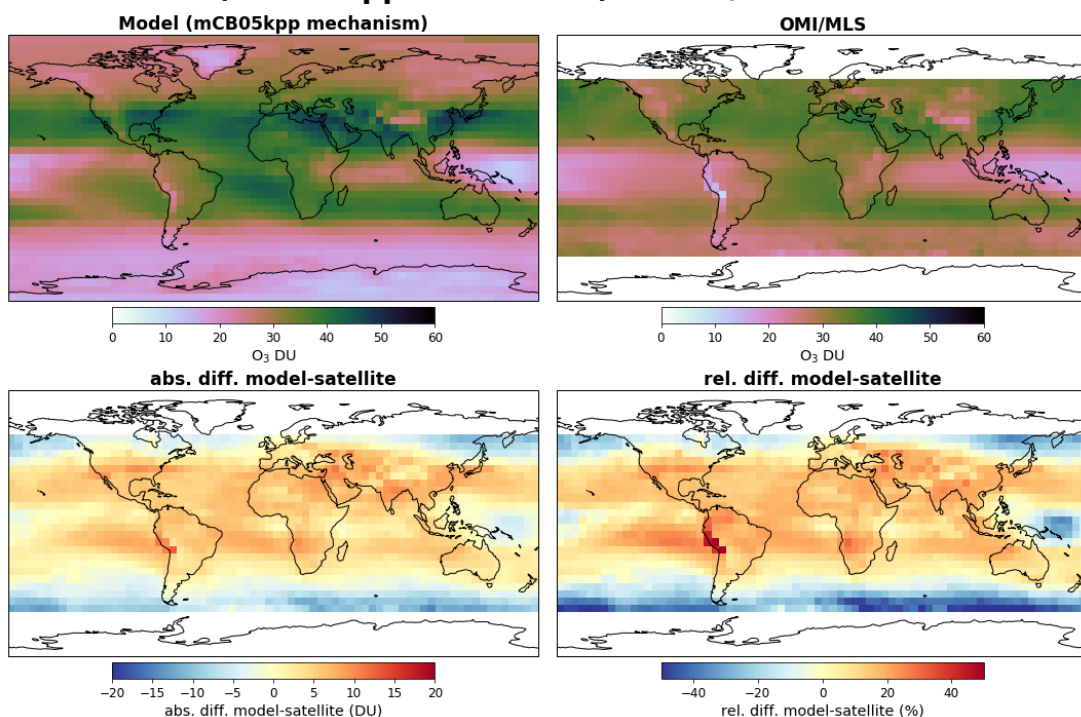 Model (mCB05kpp mechanism)
OMI/MLS
0 10 20 30 40 50 60
O₃ DU
0 10 20 30 40 50 60
O₃ DU
abs. diff. model-satellite
rel. diff. model-satellite
−20 −15 −10 −5 0 5 10 15 20
abs. diff. model-satellite (DU)
−40 −20 0 20 40
rel. diff. model-satellite (%)